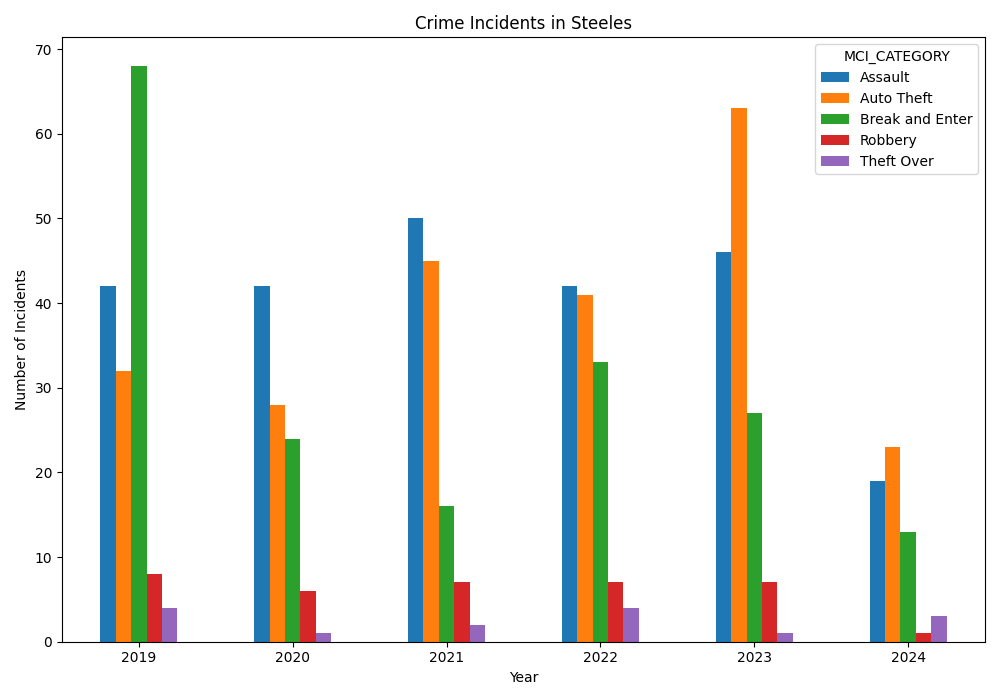 Crime Incidents in Steeles
MCI_CATEGORY
Assault
Auto Theft
Break and Enter
Robbery
Theft Over
Number of Incidents
70
60
50
40
30
20
10
0
2019 2020 2021 2022 2023 2024
Year